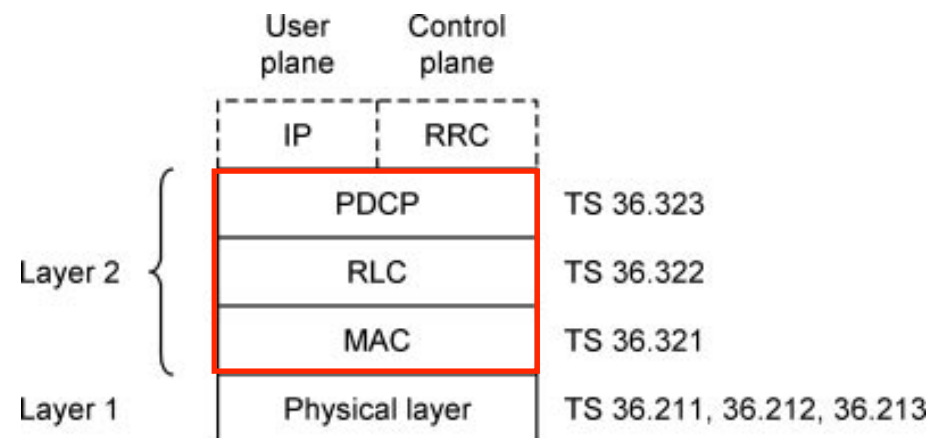 User Control
plane plane
IP RRC
PDCP TS 36.323
Layer 2 RLC TS 36.322
MAC TS 36.321
Layer 1 Physical layer TS 36.211, 36.212, 36.213